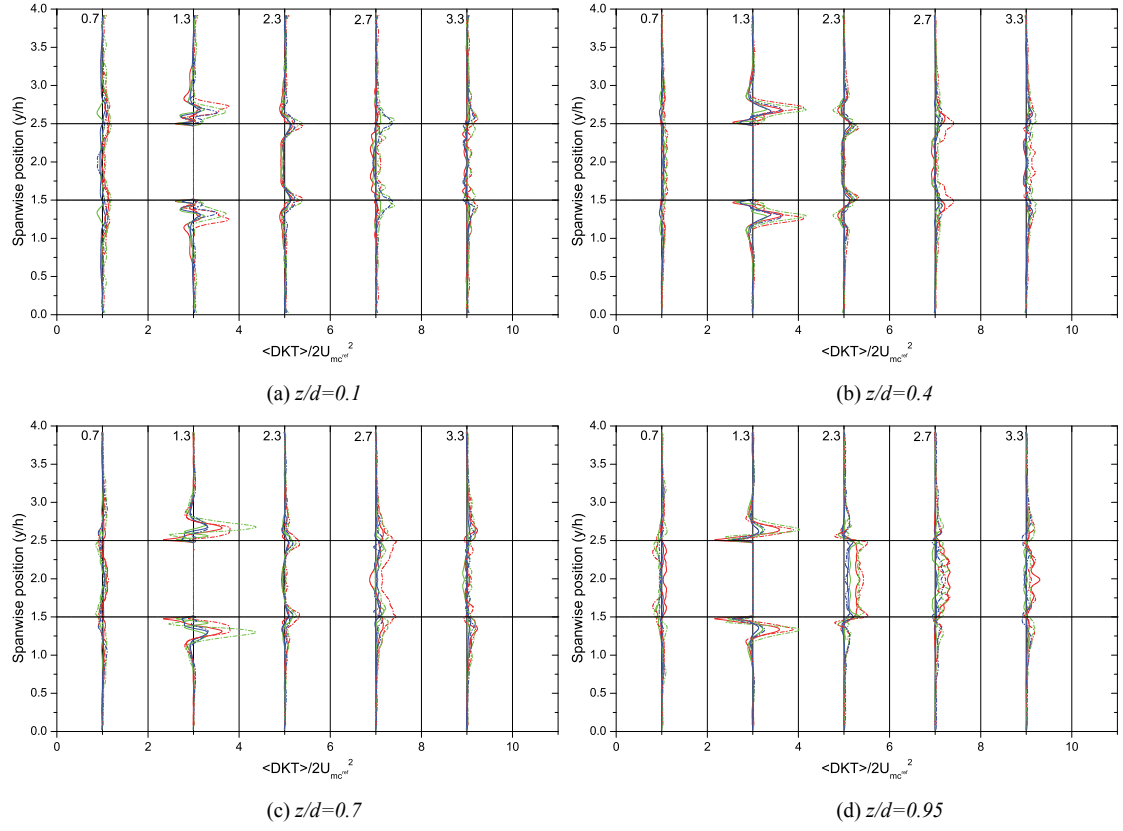 4.0
3.5
3.0
2.5
2.0
1.5
1.0
0.5
0.0
Spanwise position (y/h)
0.7 1.3 2.3 2.7 3.3
0 2 4 6 8 10
<DKT>/2U_mc^ref^2
(a) z/d=0.1
4.0
3.5
3.0
2.5
2.0
1.5
1.0
0.5
0.0
Spanwise position (y/h)
0.7 1.3 2.3 2.7 3.3
0 2 4 6 8 10
<DKT>/2U_mc^ref^2
(b) z/d=0.4
4.0
3.5
3.0
2.5
2.0
1.5
1.0
0.5
0.0
Spanwise position (y/h)
0.7 1.3 2.3 2.7 3.3
0 2 4 6 8 10
<DKT>/2U_mc^ref^2
(c) z/d=0.7
4.0
3.5
3.0
2.5
2.0
1.5
1.0
0.5
0.0
Spanwise position (y/h)
0.7 1.3 2.3 2.7 3.3
0 2 4 6 8 10
<DKT>/2U_mc^ref^2
(d) z/d=0.95